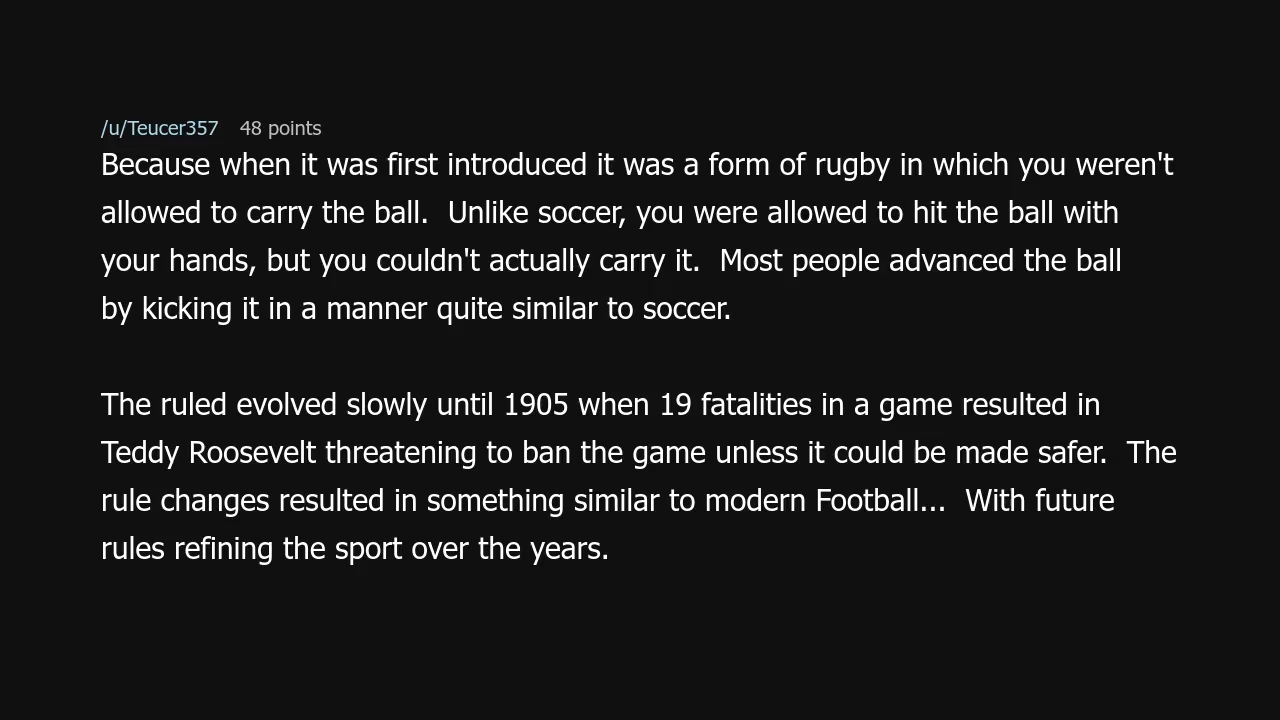 /u/Teucer357 48 points
Because when it was first introduced it was a form of rugby in which you weren't
allowed to carry the ball.  Unlike soccer, you were allowed to hit the ball with
your hands, but you couldn't actually carry it.  Most people advanced the ball
by kicking it in a manner quite similar to soccer.
The ruled evolved slowly until 1905 when 19 fatalities in a game resulted in
Teddy Roosevelt threatening to ban the game unless it could be made safer.  The
rule changes resulted in something similar to modern Football...  With future
rules refining the sport over the years.